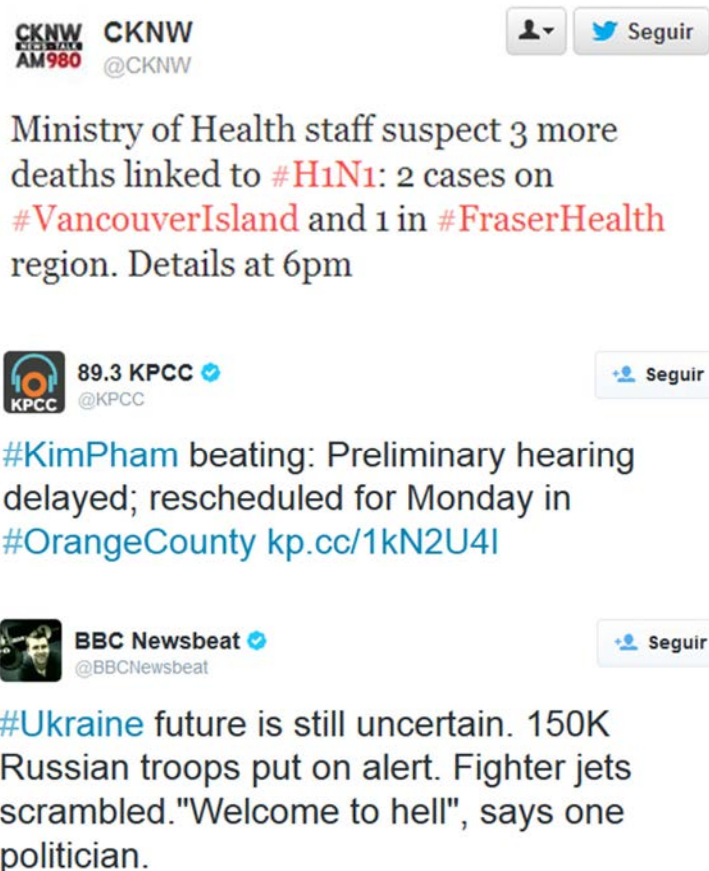 CKNW
NEWS-TALK
AM980
CKNW
@CKNW
Seguir
Ministry of Health staff suspect 3 more
deaths linked to #H1N1: 2 cases on
#VancouverIsland and 1 in #FraserHealth
region. Details at 6pm
KPCC
89.3 KPCC
@KPCC
Seguir
#KimPham beating: Preliminary hearing
delayed; rescheduled for Monday in
#OrangeCounty kp.cc/1kN2U4I
BBC Newsbeat
@BBCNewsbeat
Seguir
#Ukraine future is still uncertain. 150K
Russian troops put on alert. Fighter jets
scrambled."Welcome to hell", says one
politician.